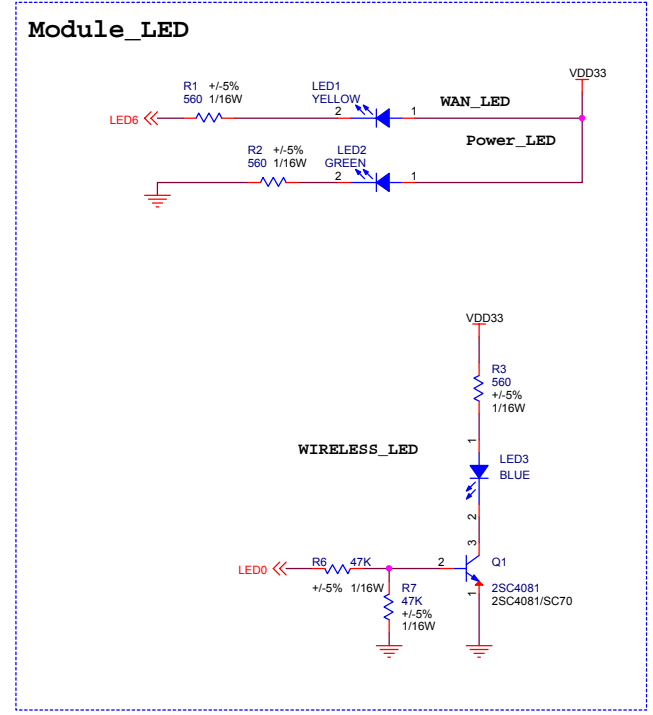 Module_LED
VDD33
R1 +/-5%
560 1/16W
LED1
YELLOW
WAN_LED
LED6
2
1
Power_LED
R2 +/-5%
560 1/16W
LED2
GREEN
2
1
VDD33
R3
560
+/-5%
1/16W
1
WIRELESS_LED
LED3
BLUE
2
3
LED0
R6 47K
2
Q1
+/-5% 1/16W
R7
47K
+/-5%
1/16W
1
2SC4081
2SC4081/SC70